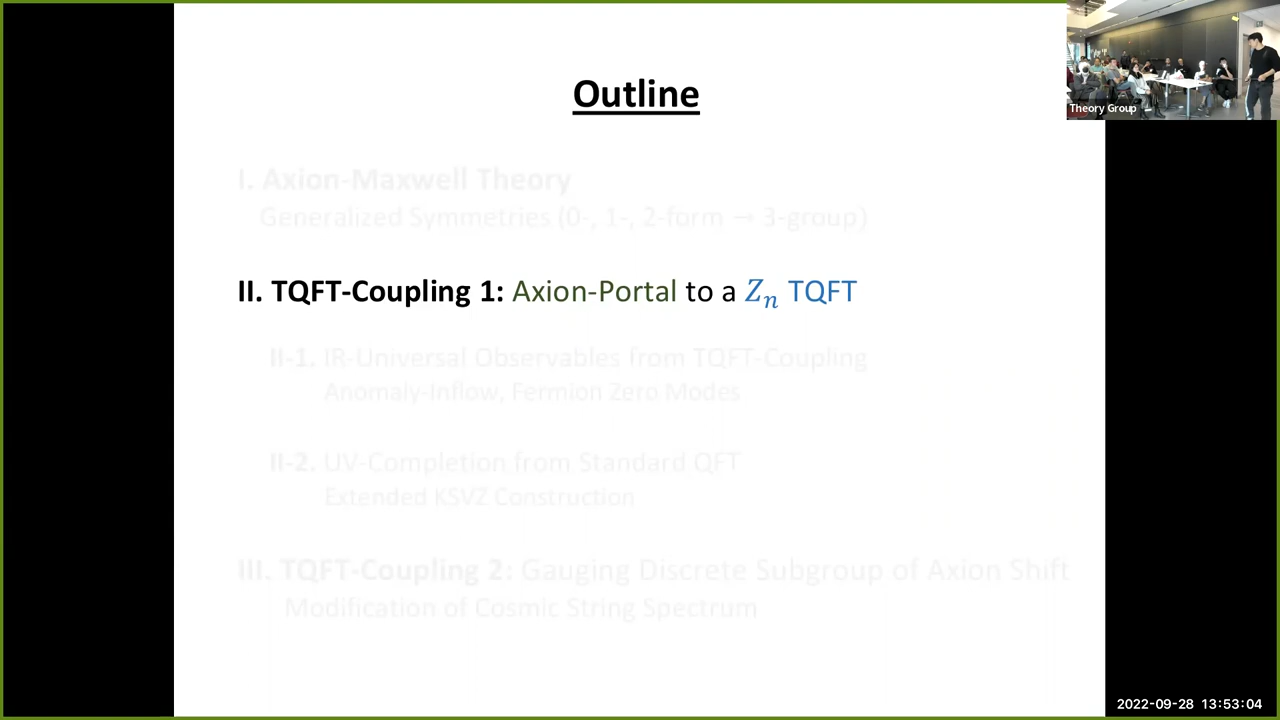 Outline
Theory Group
I. Axion-Maxwell Theory
Generalized Symmetries (0-, 1-, 2-form → 3-group)
II. TQFT-Coupling 1: Axion-Portal to a Zₙ TQFT
II-1. IR-Universal Observables from TQFT-Coupling
Anomaly-Inflow, Fermion Zero Modes
II-2. UV-Completion from Standard QFT
Extended KSVZ Construction
III. TQFT-Coupling 2: Gauging Discrete Subgroup of Axion Shift
Modification of Cosmic String Spectrum
2022-09-28 13:53:04